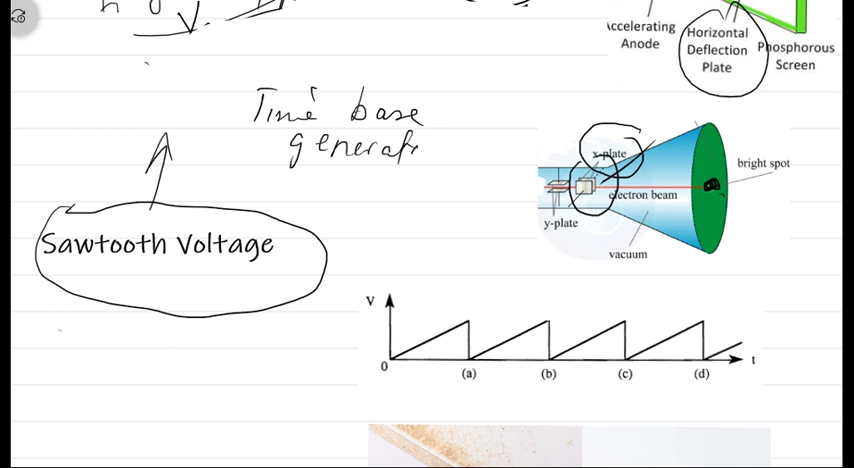 Accelerating
Anode
Horizontal
Deflection
Plate
Phosphorous
Screen
Time base
x-plate
bright spot
electron beam
y-plate
vacuum
Sawtooth Voltage
V
0
t
(a)
(b)
(c)
(d)